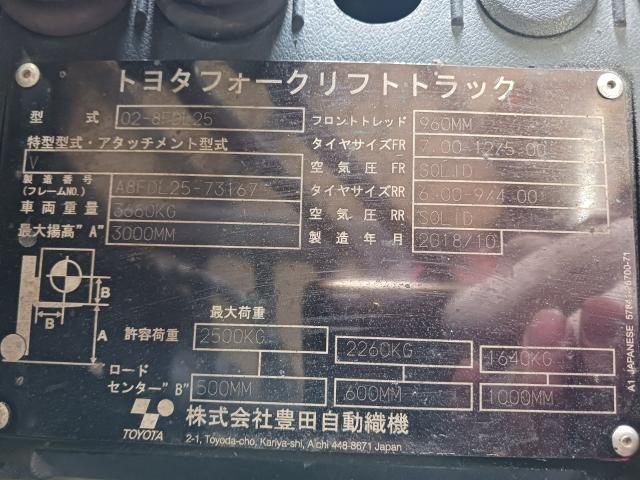 トヨタフォークリフトトラック
型式 02-8FDL25
フロントトレッド 960MM
特型型式・アタッチメント型式
V
タイヤサイズFR 7.00-12/5.00
空気圧 FR SOLID
製造番号
(フレームNO.) A8FDL25-73167
タイヤサイズRR 6.00-9/4.00
車両重量 3660KG
空気圧 RR SOLID
最大揚高"A" 3000MM
製造年月 2018/10
B
B
A
最大荷重
許容荷重 2500KG 2260KG 1640KG
ロード
センター"B" 500MM 600MM 1000MM
TOYOTA
株式会社豊田自動織機
2-1, Toyoda-cho, Kariya-shi, Aichi 448-8671 Japan
A1 JAPANESE